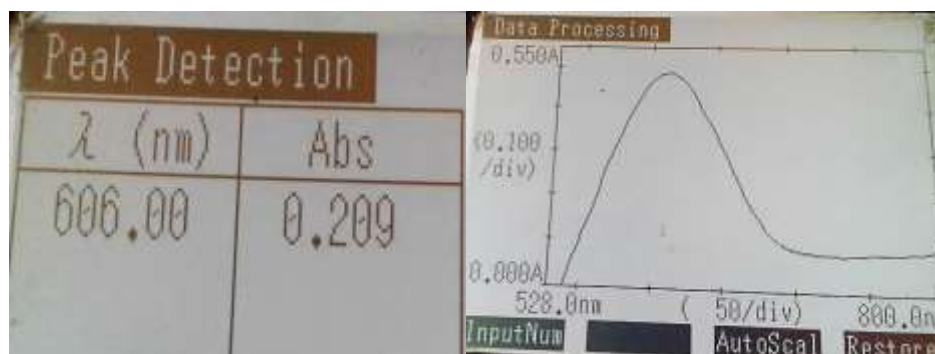 Peak Detection
λ (nm) Abs
606.00 0.209
Data Processing
0.550A
(0.100
/div)
0.000A
528.0nm ( 50/div) 800.0n
InputNum AutoScal Restore